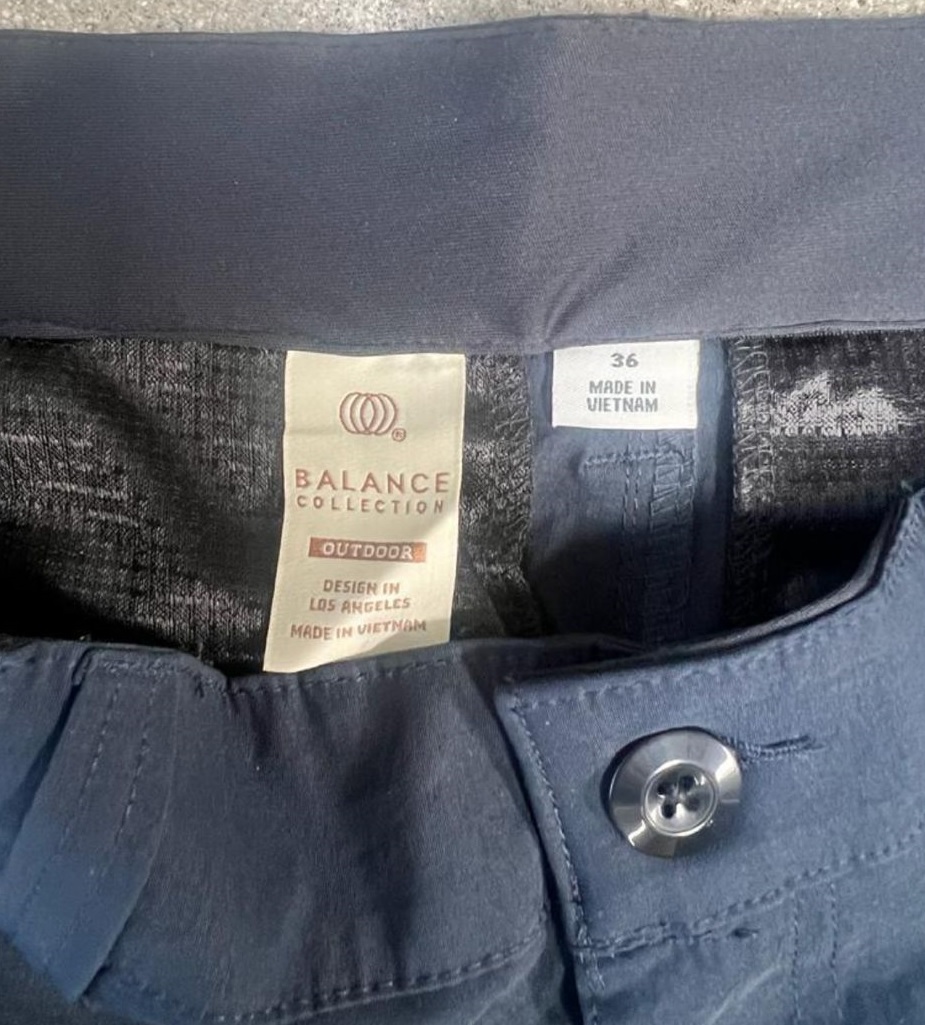 ®
BALANCE
COLLECTION
OUTDOOR
DESIGN IN
LOS ANGELES
MADE IN VIETNAM
36
MADE IN
VIETNAM